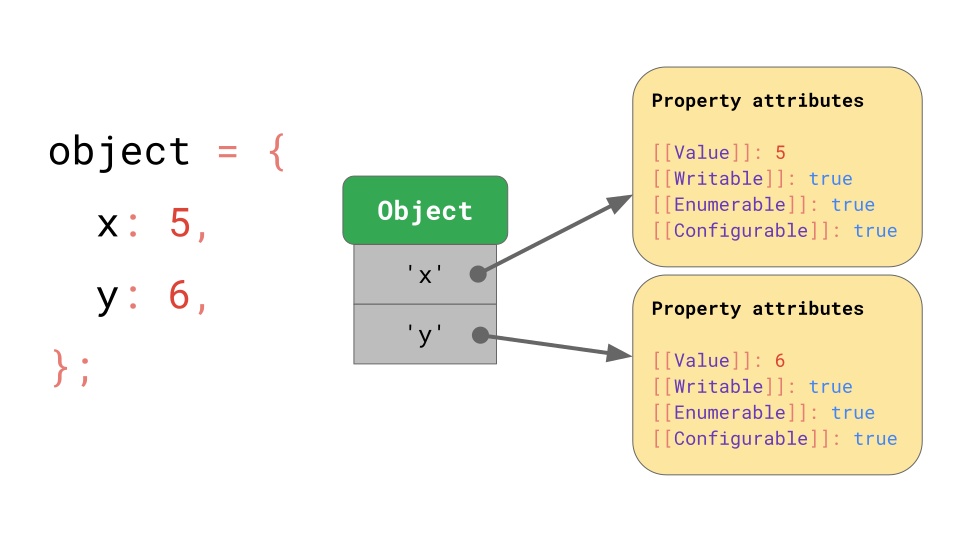 object = {
x: 5,
y: 6,
};
Object
'x'
'y'
Property attributes
[[Value]]: 5
[[Writable]]: true
[[Enumerable]]: true
[[Configurable]]: true
Property attributes
[[Value]]: 6
[[Writable]]: true
[[Enumerable]]: true
[[Configurable]]: true